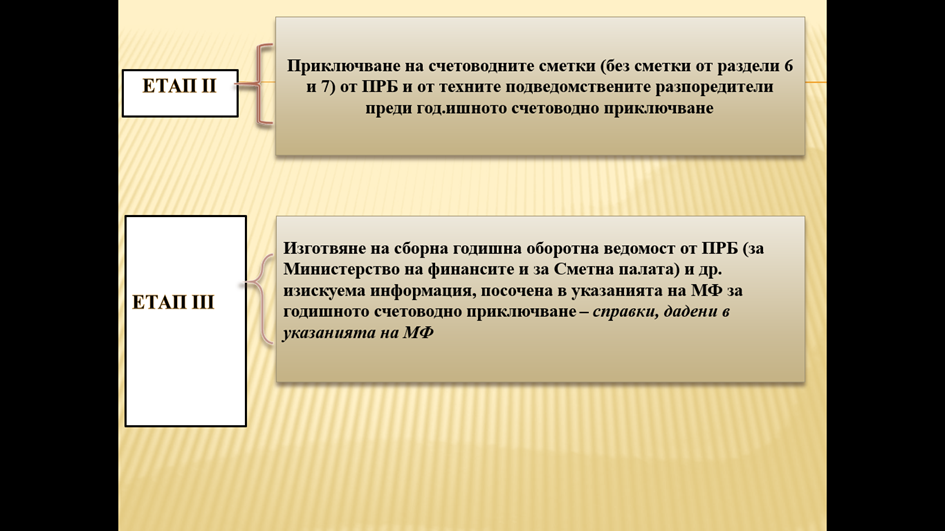 ЕТАП II
Приключване на счетоводните сметки (без сметки от раздели 6
и 7) от ПРБ и от техните подведомствените разпоредители
преди год.ишното счетоводно приключване
ЕТАП III
Изготвяне на сборна годишна оборотна ведомост от ПРБ (за
Министерство на финансите и за Сметна палата) и др.
изискуема информация, посочена в указанията на МФ за
годишното счетоводно приключване – справки, дадени в
указанията на МФ